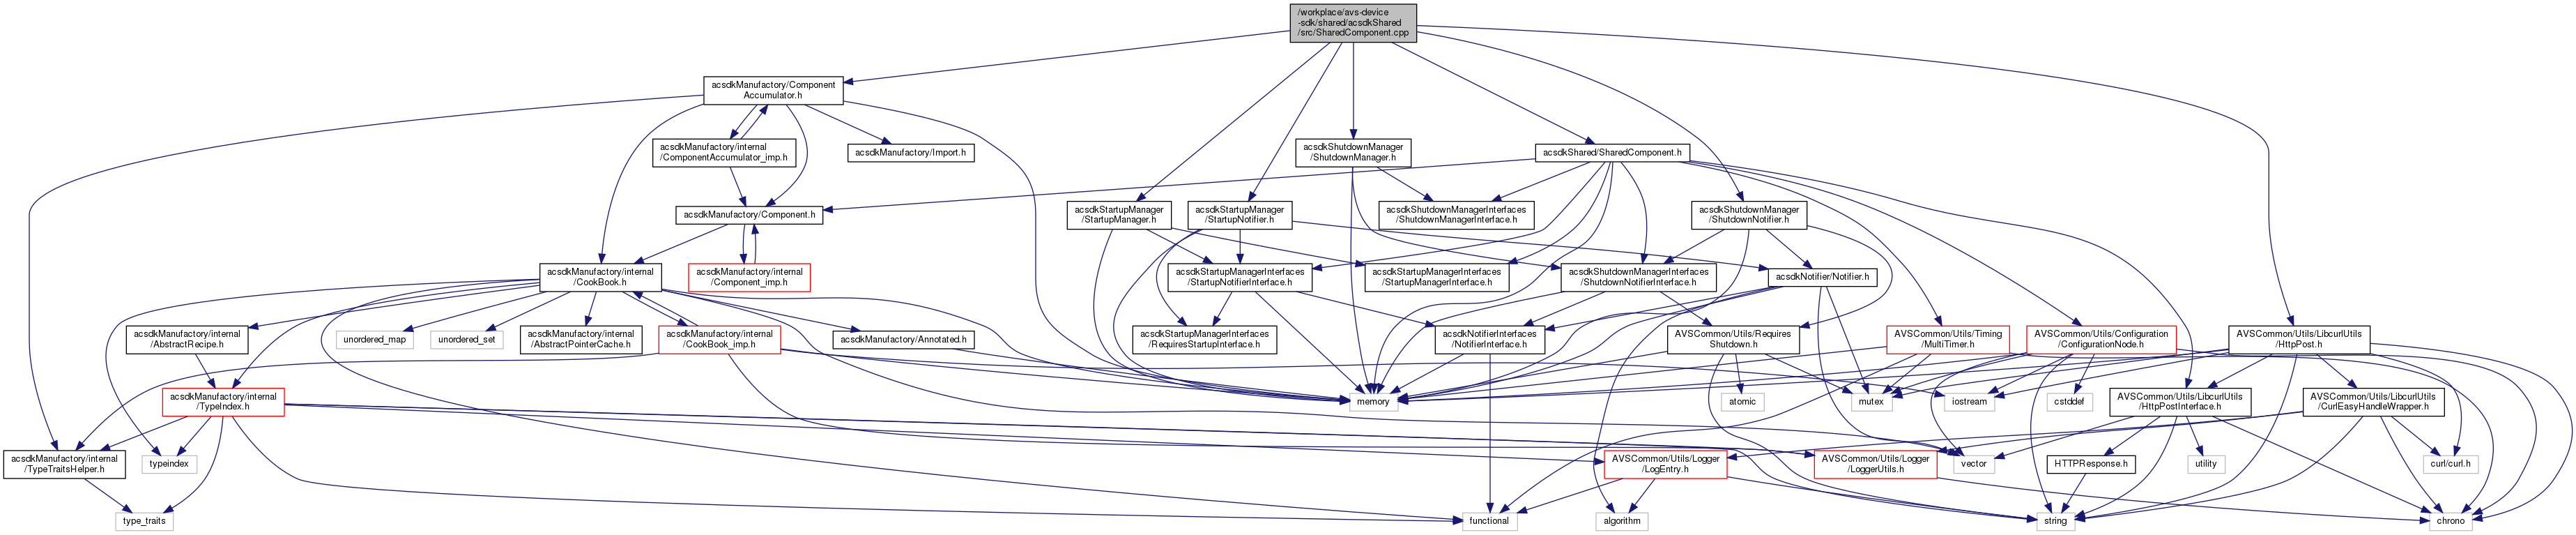 /workplace/avs-device
-sdk/shared/acsdkShared
/src/SharedComponent.cpp
acsdkManufactory/Component
Accumulator.h
acsdkManufactory/internal
/ComponentAccumulator_imp.h
acsdkManufactory/Import.h
acsdkShutdownManager
/ShutdownManager.h
acsdkShared/SharedComponent.h
acsdkManufactory/Component.h
acsdkStartupManager
/StartupManager.h
acsdkStartupManager
/StartupNotifier.h
acsdkShutdownManagerInterfaces
/ShutdownManagerInterface.h
acsdkShutdownManager
/ShutdownNotifier.h
acsdkManufactory/internal
/CookBook.h
acsdkManufactory/internal
/Component_imp.h
acsdkStartupManagerInterfaces
/StartupNotifierInterface.h
acsdkStartupManagerInterfaces
/StartupManagerInterface.h
acsdkShutdownManagerInterfaces
/ShutdownNotifierInterface.h
acsdkNotifier/Notifier.h
acsdkManufactory/internal
/AbstractRecipe.h
unordered_map
unordered_set
acsdkManufactory/internal
/AbstractPointerCache.h
acsdkManufactory/internal
/CookBook_imp.h
acsdkManufactory/Annotated.h
acsdkStartupManagerInterfaces
/RequiresStartupInterface.h
acsdkNotifierInterfaces
/NotifierInterface.h
AVSCommon/Utils/Requires
Shutdown.h
AVSCommon/Utils/Timing
/MultiTimer.h
AVSCommon/Utils/Configuration
/ConfigurationNode.h
AVSCommon/Utils/LibcurlUtils
/HttpPost.h
acsdkManufactory/internal
/TypeIndex.h
memory
atomic
mutex
iostream
cstddef
AVSCommon/Utils/LibcurlUtils
/HttpPostInterface.h
AVSCommon/Utils/LibcurlUtils
/CurlEasyHandleWrapper.h
acsdkManufactory/internal
/TypeTraitsHelper.h
typeindex
AVSCommon/Utils/Logger
/LogEntry.h
AVSCommon/Utils/Logger
/LoggerUtils.h
vector
HTTPResponse.h
utility
curl/curl.h
type_traits
functional
algorithm
string
chrono